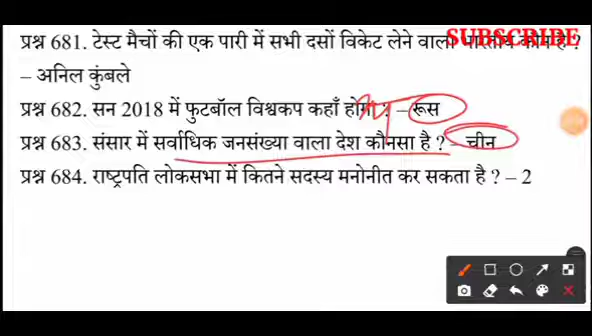 SUBSCRIBE
प्रश्न 681. टेस्ट मैचों की एक पारी में सभी दसों विकेट लेने वाला भारतीय कौन है ?
– अनिल कुंबले
प्रश्न 682. सन 2018 में फुटबॉल विश्वकप कहाँ होगा ? – रूस
प्रश्न 683. संसार में सर्वाधिक जनसंख्या वाला देश कौनसा है ? – चीन
प्रश्न 684. राष्ट्रपति लोकसभा में कितने सदस्य मनोनीत कर सकता है ? – 2